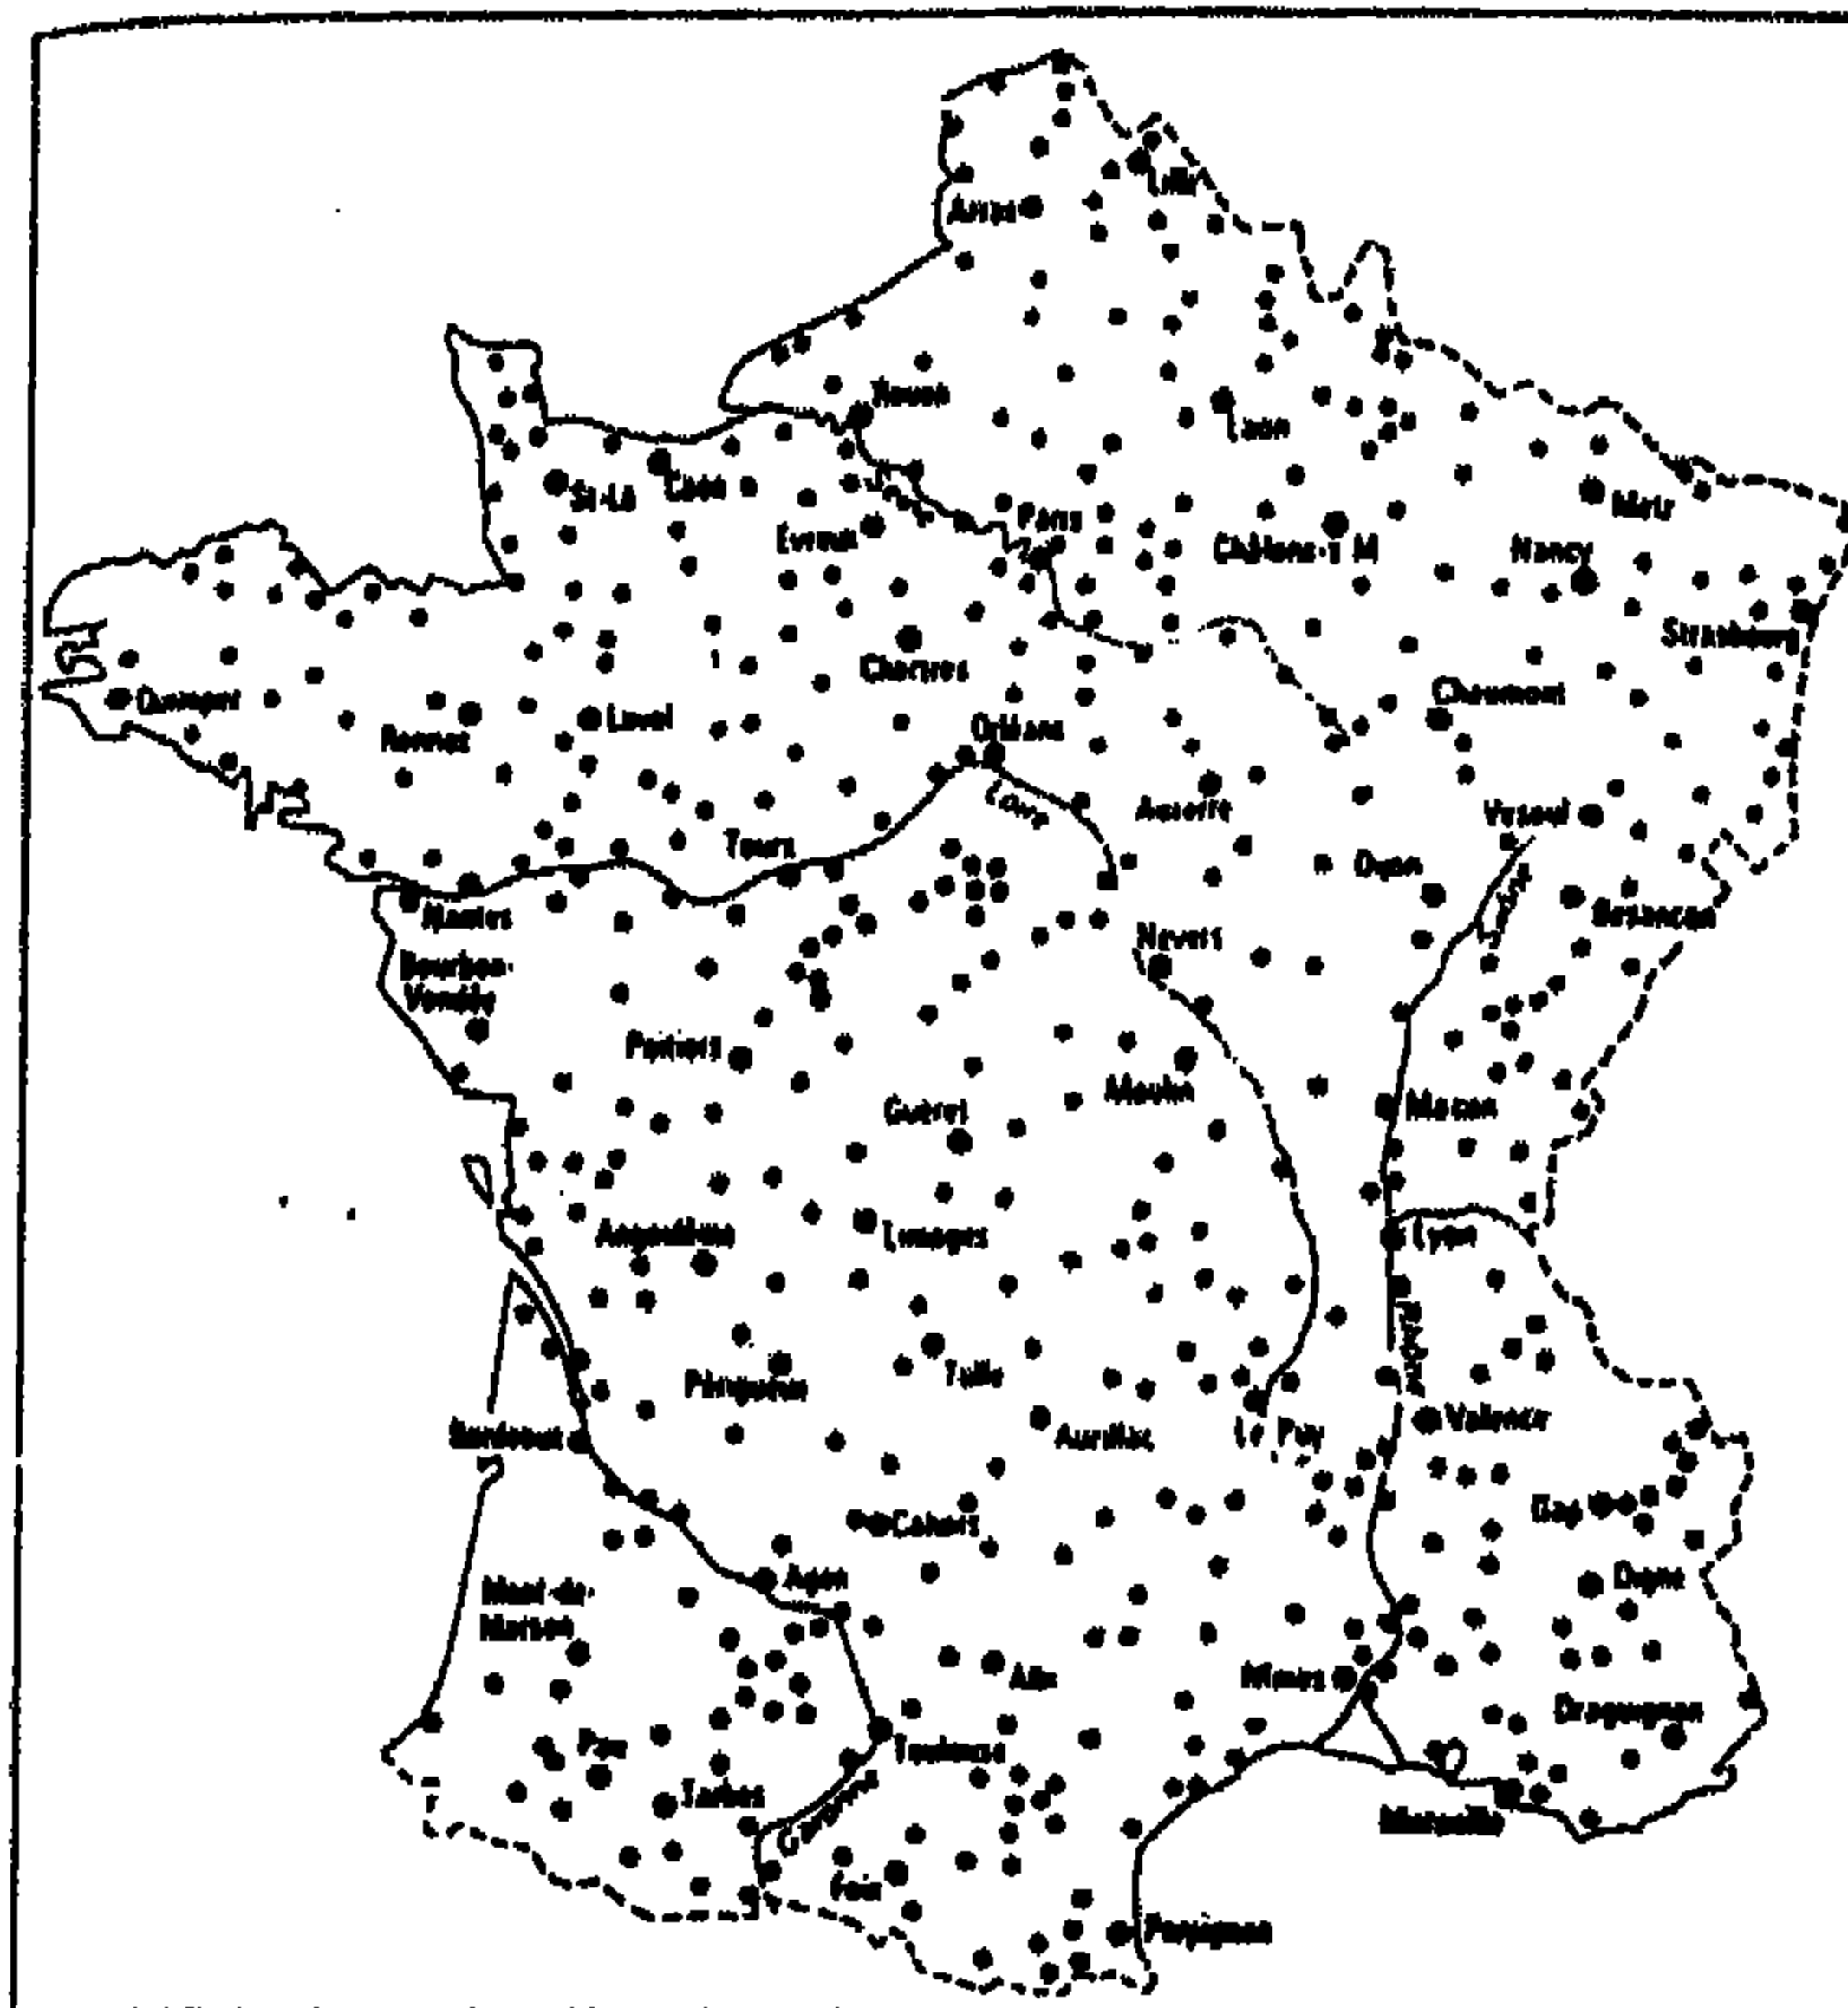 Lille
Arras
Rouen
Laon
St-Lô
Caen
Metz
Evreux
Paris
Châlons-s M
Nancy
Strasbourg
Chartres
Chaumont
Quimper
Laval
Rennes
Orléans
Loire
Auxerre
Vesoul
Tours
Dijon
Nantes
Besançon
Nevers
Bourbon-
Vendée
Poitiers
Moulins
Guéret
Macon
Angoulême
Limoges
Lyon
Périgueux
Tulle
Bordeaux
Aurillac
Le Puy
Valence
Cahors
Gap
Agen
Mont-de-
Marsan
Digne
Albi
Nimes
Draguignan
Pau
Toulouse
Tarbes
Garonne
Marseille
Foix
Perpignan